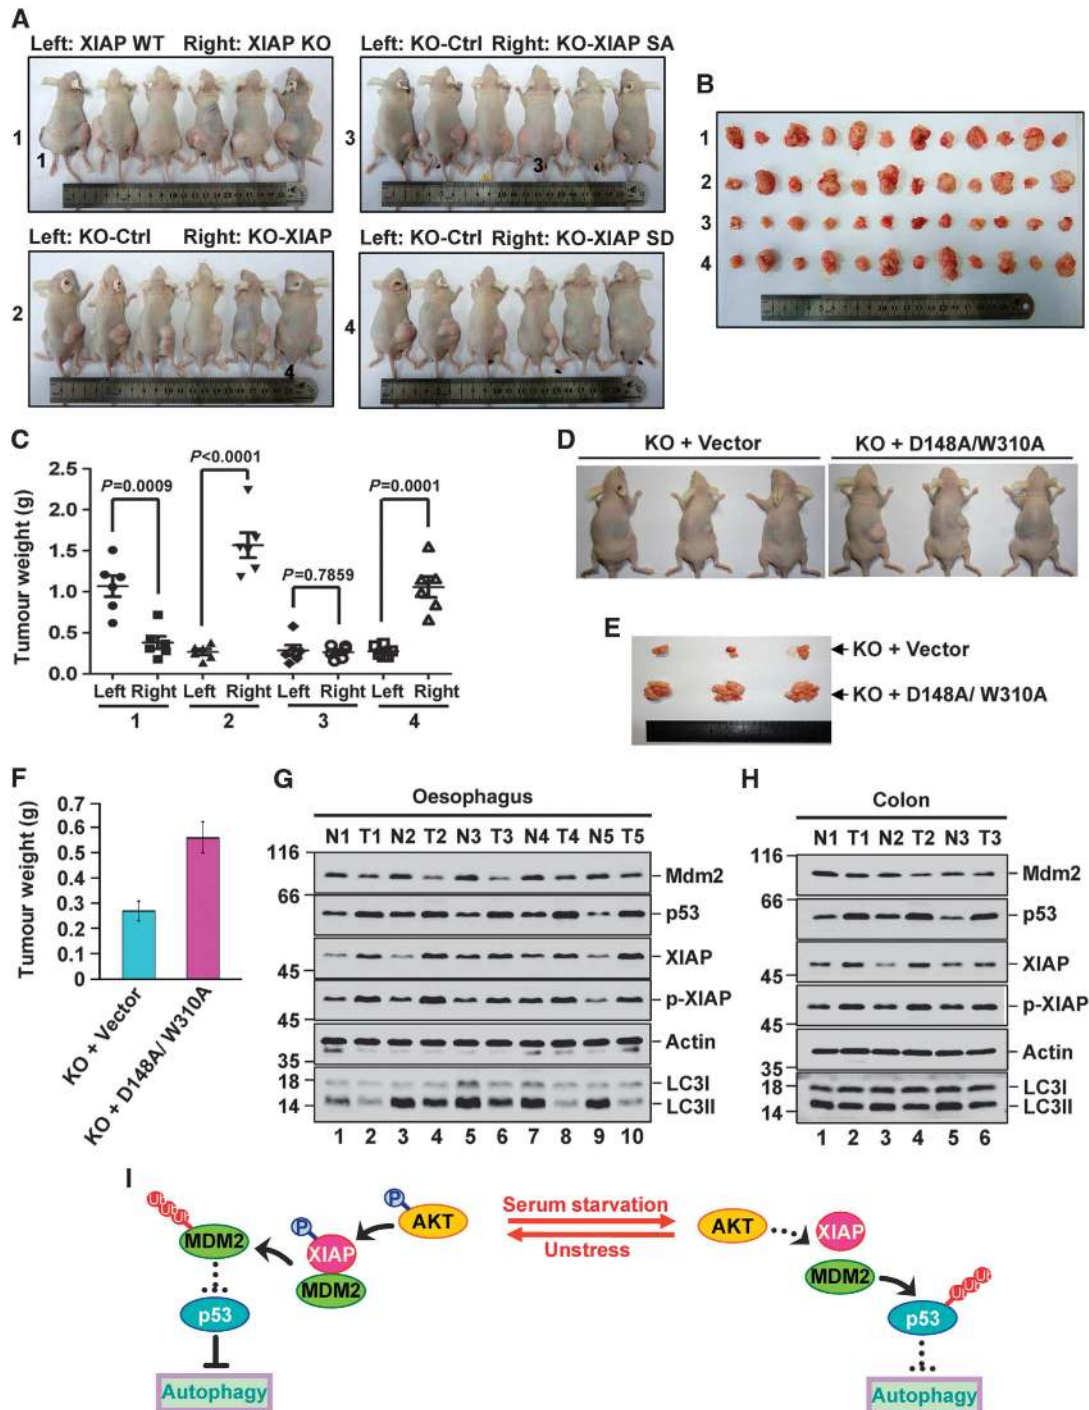 A
Left: XIAP WT Right: XIAP KO
Left: KO-Ctrl Right: KO-XIAP SA
1
1
3
3
Left: KO-Ctrl Right: KO-XIAP
Left: KO-Ctrl Right: KO-XIAP SD
2
4
4
B
1
2
3
4
C
Tumour weight (g)
2.5
2.0
1.5
1.0
0.5
0.0
P=0.0009
P<0.0001
P=0.7859
P=0.0001
Left Right Left Right Left Right Left Right
1 2 3 4
D
KO + Vector KO + D148A/W310A
E
KO + Vector
KO + D148A/ W310A
F
Tumour weight (g)
0.7
0.6
0.5
0.4
0.3
0.2
0.1
0
KO + Vector
KO + D148A/ W310A
G
Oesophagus
N1 T1 N2 T2 N3 T3 N4 T4 N5 T5
116
Mdm2
66
p53
XIAP
45
p-XIAP
45
Actin
35
18
LC3I
14
LC3II
1 2 3 4 5 6 7 8 9 10
H
Colon
N1 T1 N2 T2 N3 T3
116
Mdm2
66
p53
XIAP
45
p-XIAP
45
Actin
35
18
LC3I
14
LC3II
1 2 3 4 5 6
I
Ut Ut Ut
MDM2
p53
Autophagy
P
XIAP
MDM2
P
AKT
Serum starvation
Unstress
AKT
XIAP
MDM2
Ut Ut Ut
p53
Autophagy